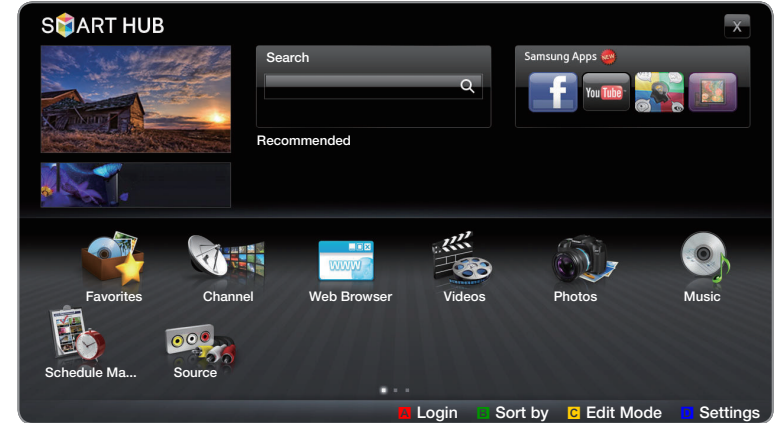 SMART HUB
X
Search
Samsung Apps NEW
You Tube
Recommended
www
Favorites
Channel
Web Browser
Videos
Photos
Music
Schedule Ma...
Source
A Login
B Sort by
C Edit Mode
D Settings